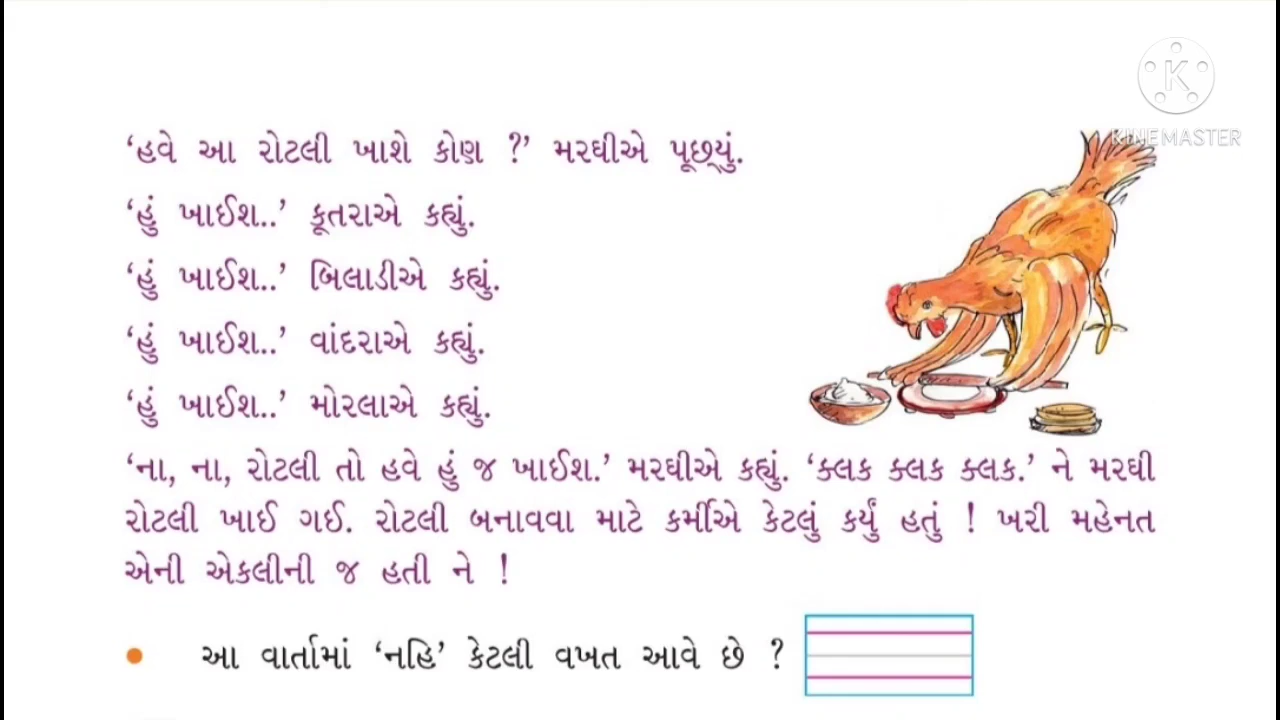 KINEMASTER
‘હવે આ રોટલી ખાશે કોણ ?’ મરઘીએ પૂછ્યું.
‘હું ખાઈશ..’ કૂતરાએ કહ્યું.
‘હું ખાઈશ..’ બિલાડીએ કહ્યું.
‘હું ખાઈશ..’ વાંદરાએ કહ્યું.
‘હું ખાઈશ..’ મોરલાએ કહ્યું.
‘ના, ના, રોટલી તો હવે હું જ ખાઈશ.’ મરઘીએ કહ્યું. ‘ક્લક ક્લક ક્લક.’ ને મરઘી
રોટલી ખાઈ ગઈ. રોટલી બનાવવા માટે કર્મીએ કેટલું કર્યું હતું ! ખરી મહેનત
એની એકલીની જ હતી ને !
• આ વાર્તામાં ‘નહિ’ કેટલી વખત આવે છે ?